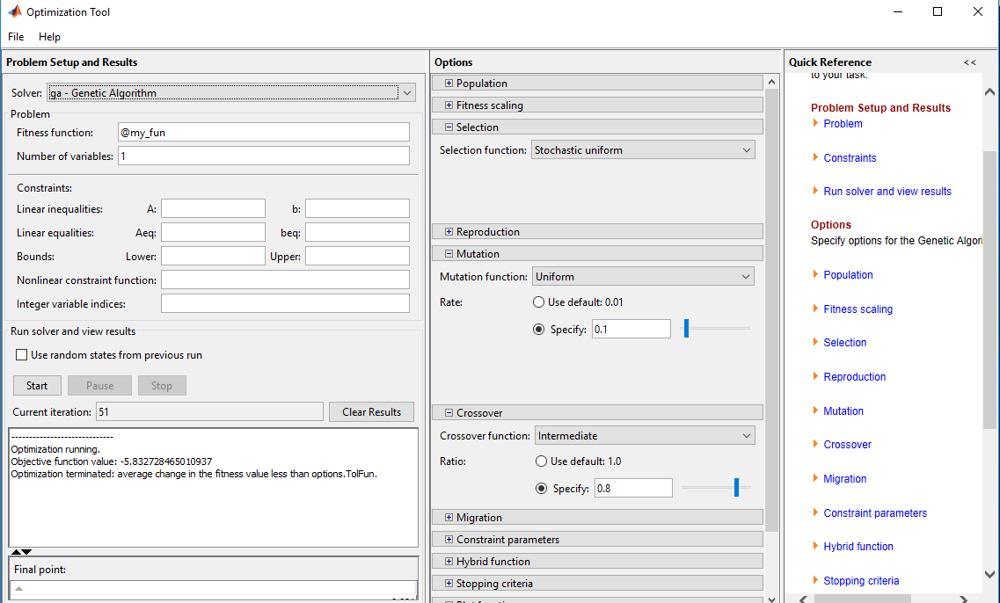 Optimization Tool
File Help
Problem Setup and Results
Solver: ga - Genetic Algorithm
Problem
Fitness function: @my_fun
Number of variables: 1
Constraints:
Linear inequalities: A: b:
Linear equalities: Aeq: beq:
Bounds: Lower: Upper:
Nonlinear constraint function:
Integer variable indices:
Run solver and view results
Use random states from previous run
Start Pause Stop
Current iteration: 51 Clear Results
------------------------------
Optimization running.
Objective function value: -5.832728465010937
Optimization terminated: average change in the fitness value less than options.TolFun.
Final point:
Options
Population
Fitness scaling
Selection
Selection function: Stochastic uniform
Reproduction
Mutation
Mutation function: Uniform
Rate: Use default: 0.01
Specify: 0.1
Crossover
Crossover function: Intermediate
Ratio: Use default: 1.0
Specify: 0.8
Migration
Constraint parameters
Hybrid function
Stopping criteria
Quick Reference <<
to your task.
Problem Setup and Results
Problem
Constraints
Run solver and view results
Options
Specify options for the Genetic Algori
Population
Fitness scaling
Selection
Reproduction
Mutation
Crossover
Migration
Constraint parameters
Hybrid function
Stopping criteria